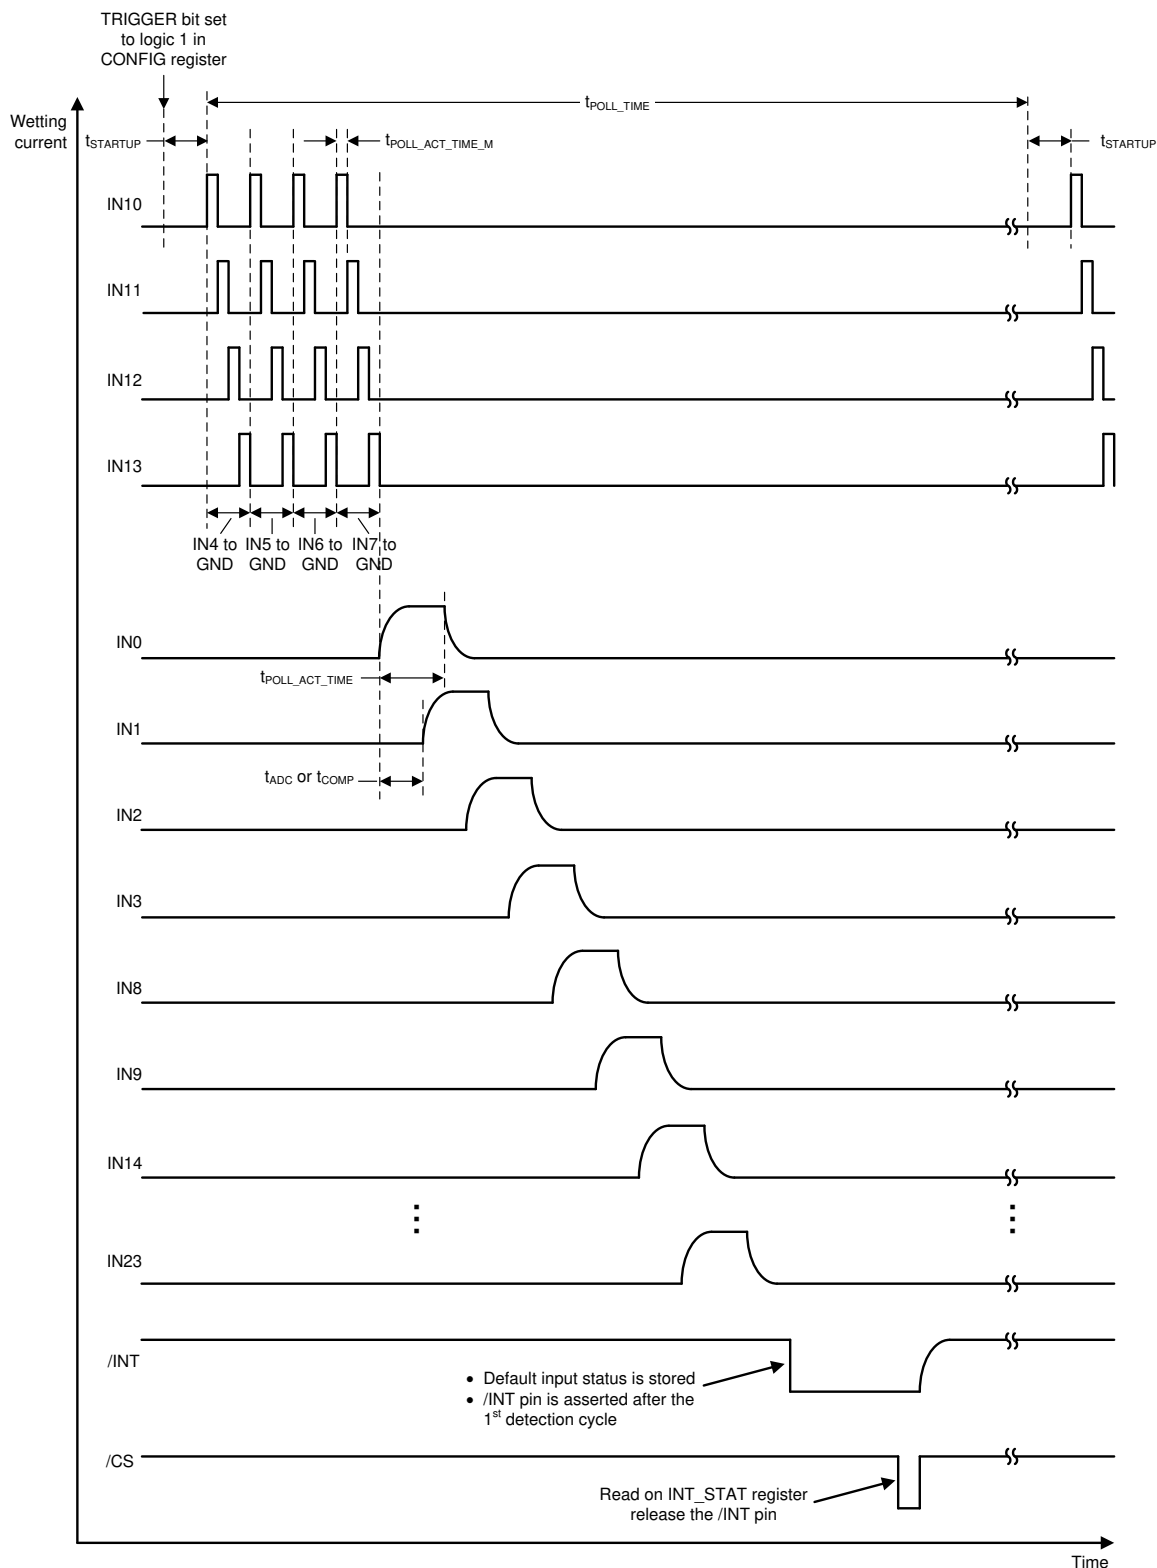 TRIGGER bit set
to logic 1 in
CONFIG register
tPOLL_TIME
Wetting
current
tSTARTUP
tPOLL_ACT_TIME_M
tSTARTUP
IN10
IN11
IN12
IN13
IN4 to GND
IN5 to GND
IN6 to GND
IN7 to GND
IN0
tPOLL_ACT_TIME
IN1
tADC or tCOMP
IN2
IN3
IN8
IN9
IN14
IN23
/INT
• Default input status is stored
• /INT pin is asserted after the
1st detection cycle
/CS
Read on INT_STAT register
release the /INT pin
Time